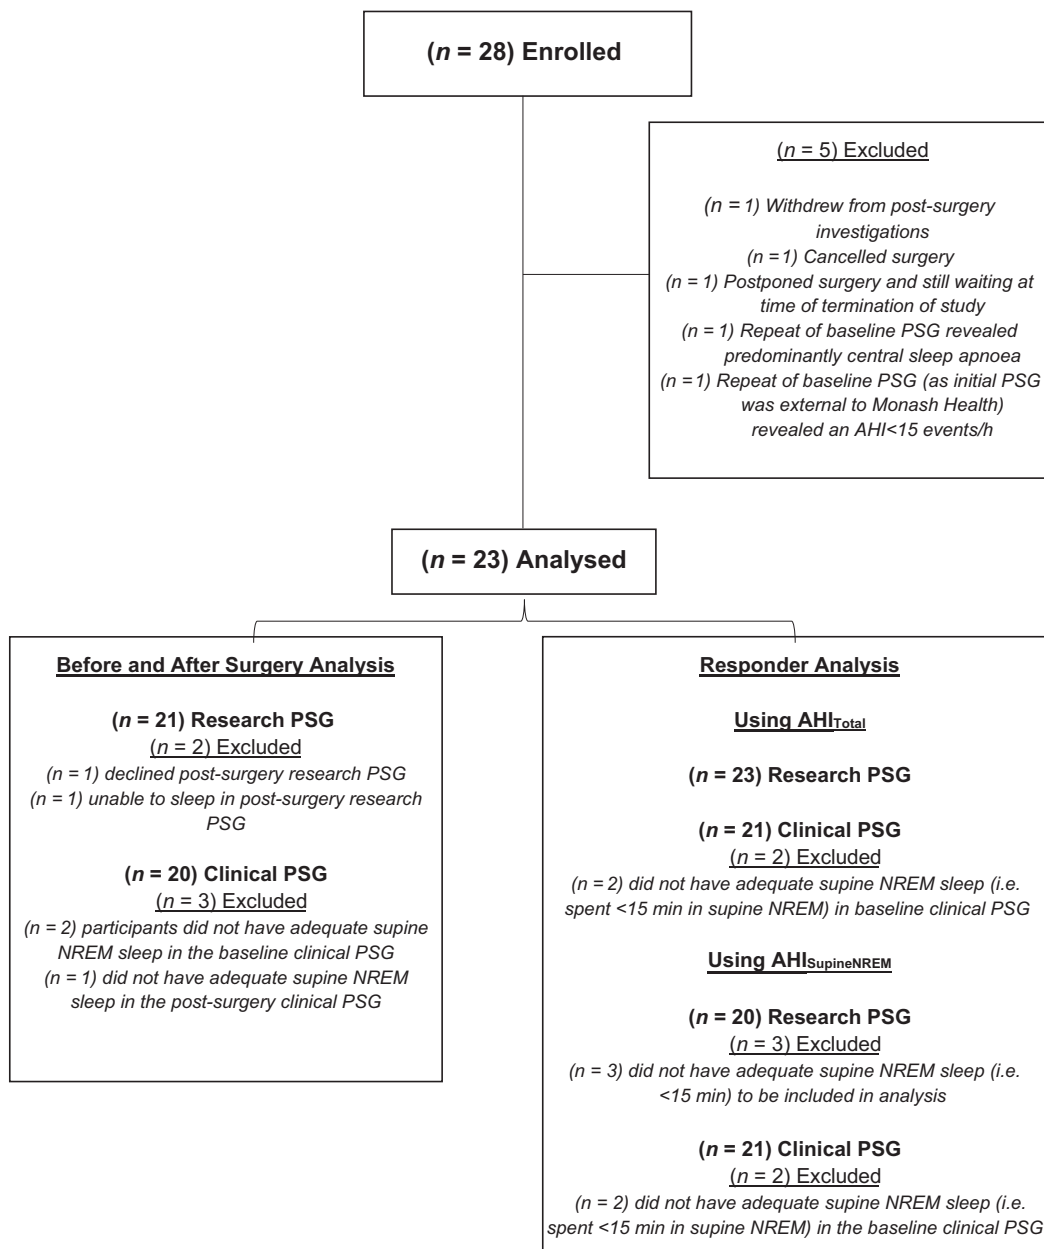 (n = 28) Enrolled
(n = 5) Excluded
(n = 1) Withdrew from post-surgery
investigations
(n = 1) Cancelled surgery
(n = 1) Postponed surgery and still waiting at
time of termination of study
(n = 1) Repeat of baseline PSG revealed
predominantly central sleep apnoea
(n = 1) Repeat of baseline PSG (as initial PSG
was external to Monash Health)
revealed an AHI<15 events/h
(n = 23) Analysed
Before and After Surgery Analysis
(n = 21) Research PSG
(n = 2) Excluded
(n = 1) declined post-surgery research PSG
(n = 1) unable to sleep in post-surgery research
PSG
(n = 20) Clinical PSG
(n = 3) Excluded
(n = 2) participants did not have adequate supine
NREM sleep in the baseline clinical PSG
(n = 1) did not have adequate supine NREM
sleep in the post-surgery clinical PSG
Responder Analysis
Using AHITotal
(n = 23) Research PSG
(n = 21) Clinical PSG
(n = 2) Excluded
(n = 2) did not have adequate supine NREM sleep (i.e.
spent <15 min in supine NREM) in baseline clinical PSG
Using AHISupineNREM
(n = 20) Research PSG
(n = 3) Excluded
(n = 3) did not have adequate supine NREM sleep (i.e.
<15 min) to be included in analysis
(n = 21) Clinical PSG
(n = 2) Excluded
(n = 2) did not have adequate supine NREM sleep (i.e.
spent <15 min in supine NREM) in the baseline clinical PSG